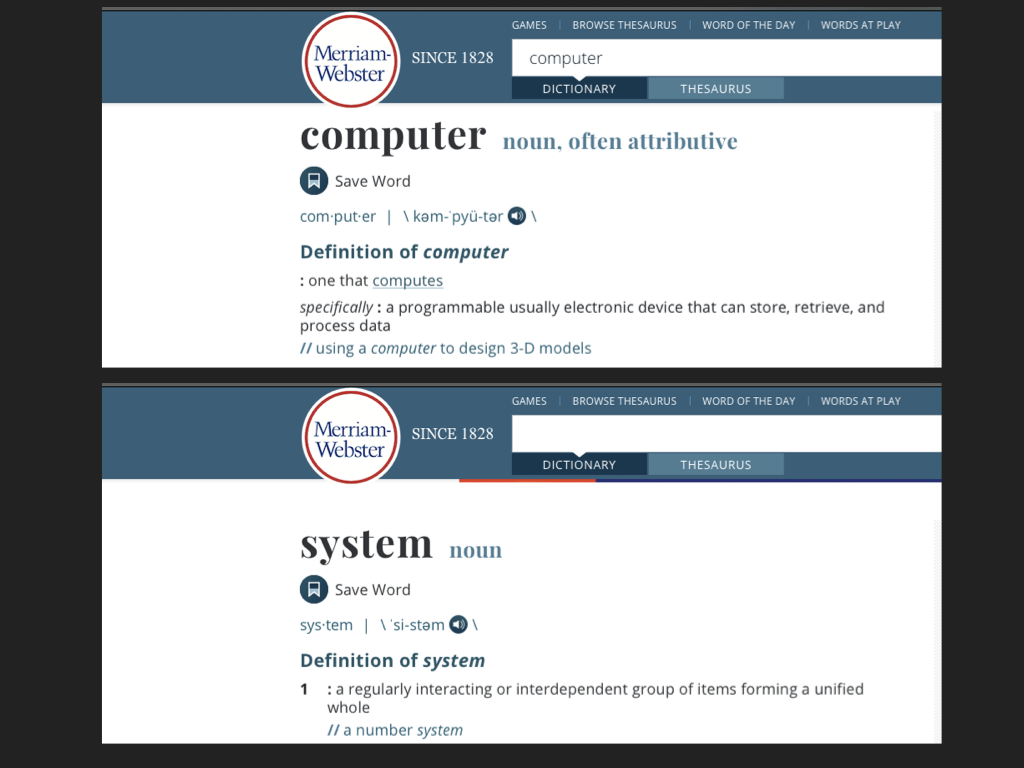 GAMES | BROWSE THESAURUS | WORD OF THE DAY | WORDS AT PLAY
Merriam-
Webster
SINCE 1828
computer
DICTIONARY THESAURUS
computer noun, often attributive
Save Word
com·put·er | \ kəm-ˈpyü-tər \
Definition of computer
: one that computes
specifically : a programmable usually electronic device that can store, retrieve, and
process data
// using a computer to design 3-D models
GAMES | BROWSE THESAURUS | WORD OF THE DAY | WORDS AT PLAY
Merriam-
Webster
SINCE 1828
DICTIONARY THESAURUS
system noun
Save Word
sys·tem | \ ˈsi-stəm \
Definition of system
1 : a regularly interacting or interdependent group of items forming a unified
whole
// a number system